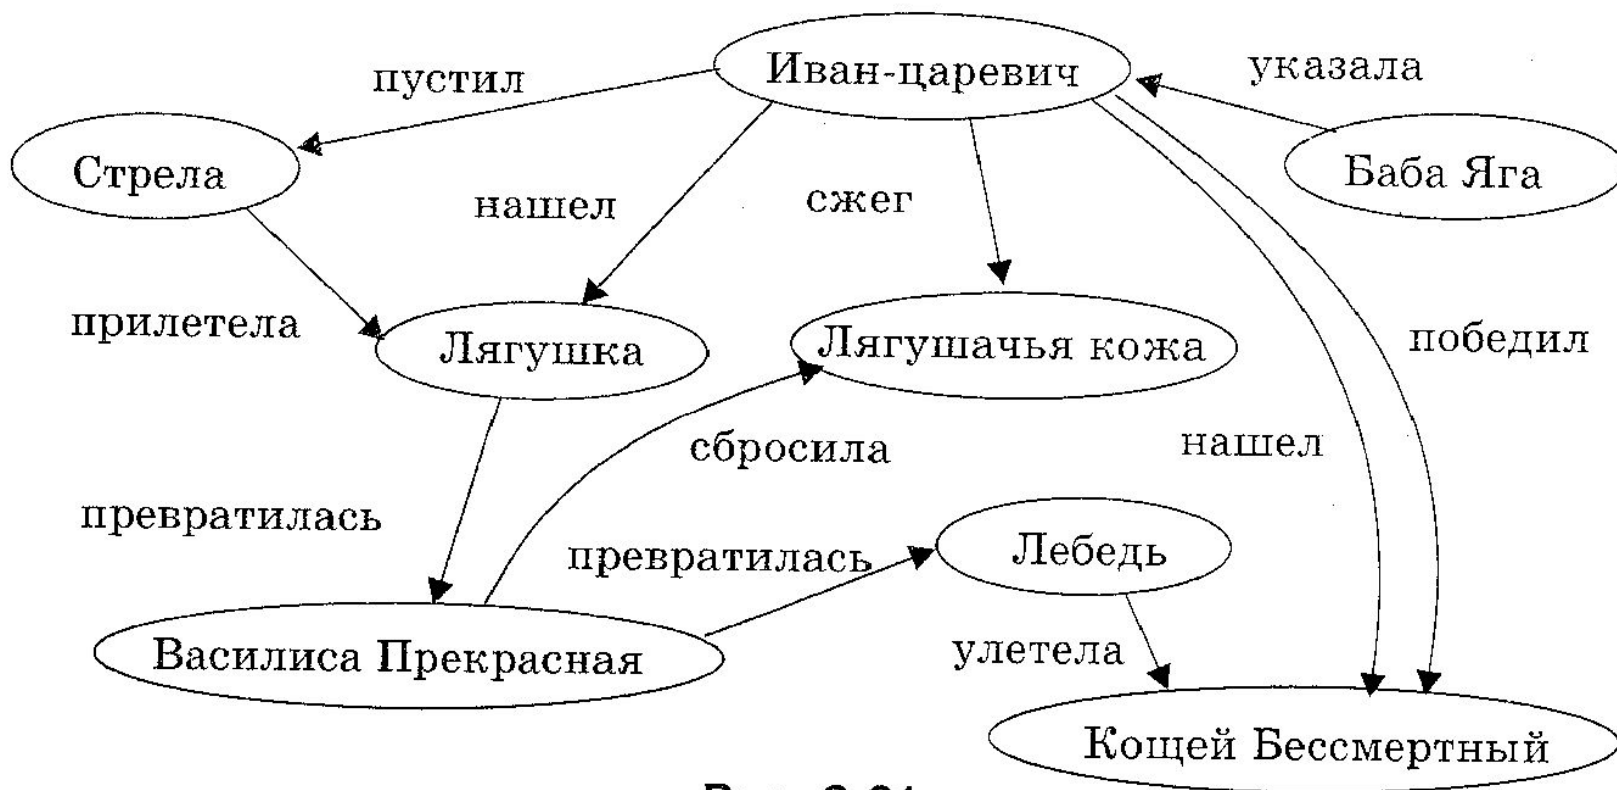 Иван-царевич
указала
пустил
Стрела
Баба Яга
нашел
сжег
прилетела
Лягушка
Лягушачья кожа
победил
сбросила
нашел
превратилась
превратилась
Лебедь
Василиса Прекрасная
улетела
Кощей Бессмертный